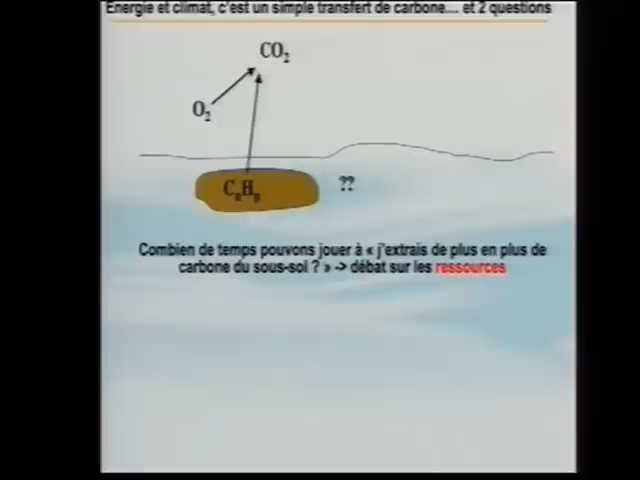 Energie et climat, c'est un simple transfert de carbone... et 2 questions
CO2
O2
CnHp
??
Combien de temps pouvons jouer à « j'extrais de plus en plus de
carbone du sous-sol ? » -> débat sur les ressources